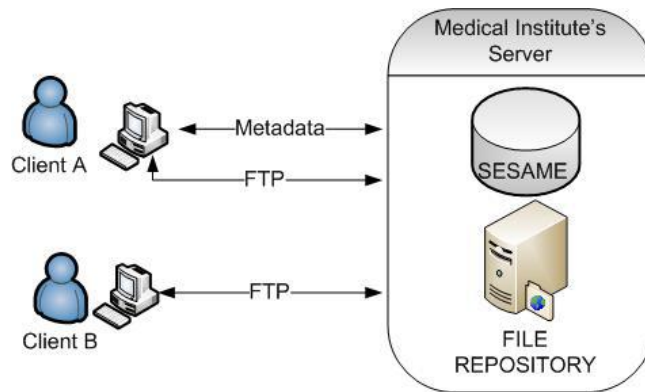 Medical Institute's
Server
Metadata
Client A
SESAME
FTP
FTP
Client B
FILE
REPOSITORY